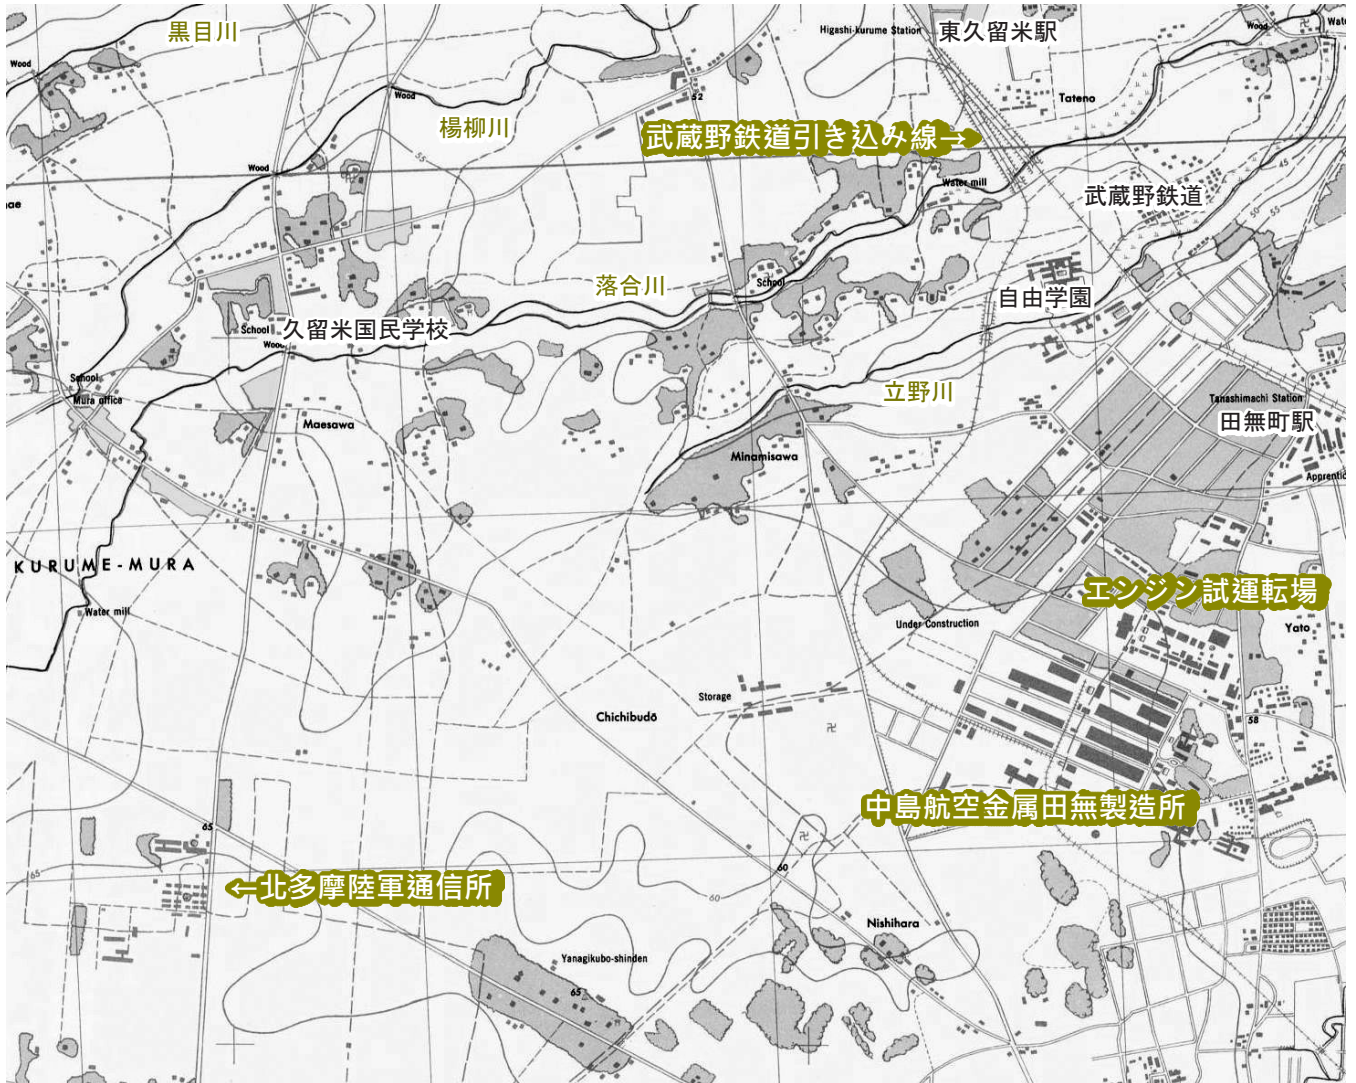 黒目川
Higashi-kurume Station
東久留米駅
Wood
Wood
Wood
52
Tateno
楊柳川
武蔵野鉄道引き込み線→
55
Wood
Water mill
45
武蔵野鉄道
50
55
落合川
School
自由学園
School
久留米国民学校
Wood
School
Mura office
立野川
Tanashimachi Station
田無町駅
Maesawa
Minamisawa
KURUME-MURA
エンジン試運転場
Water mill
Under Construction
Yato
Storage
Chichibudō
58
中島航空金属田無製造所
65
65
60
←北多摩陸軍通信所
60
Nishihara
Yanagikubo-shinden
65